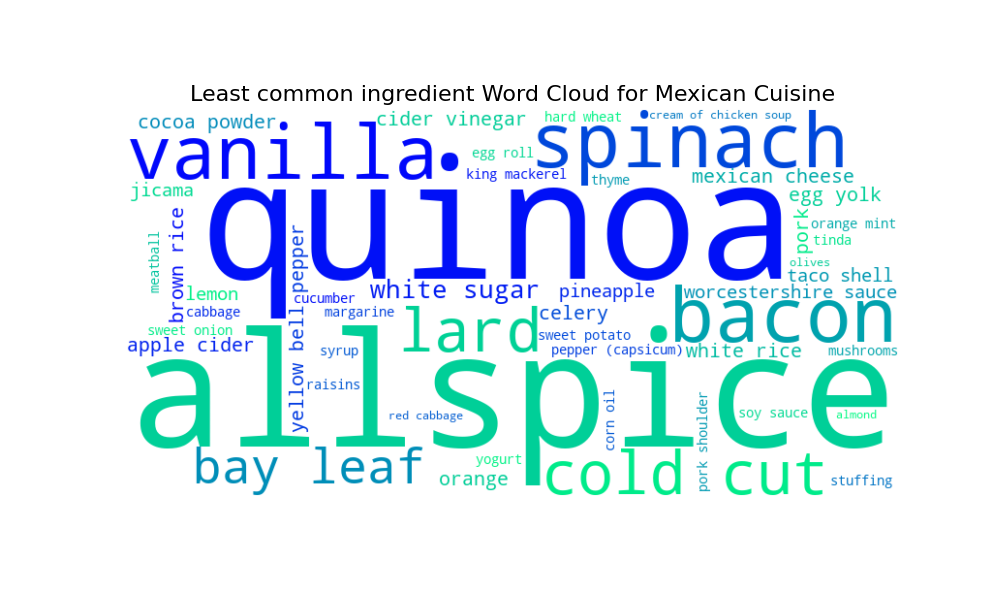 Least common ingredient Word Cloud for Mexican Cuisine
cocoa powder
cider vinegar
hard wheat
cream of chicken soup
vanilla
spinach
egg roll
king mackerel
thyme
mexican cheese
jicama
egg yolk
quinoa
brown rice
meatball
yellow bell pepper
pork
orange mint
tinda
olives
taco shell
lemon
cucumber
white sugar
pineapple
worcestershire sauce
cabbage
margarine
lard
celery
bacon
sweet onion
sweet potato
apple cider
syrup
pepper (capsicum)
white rice
mushrooms
allspice
raisins
red cabbage
corn oil
pork shoulder
soy sauce
almond
bay leaf
yogurt
orange
cold cut
stuffing